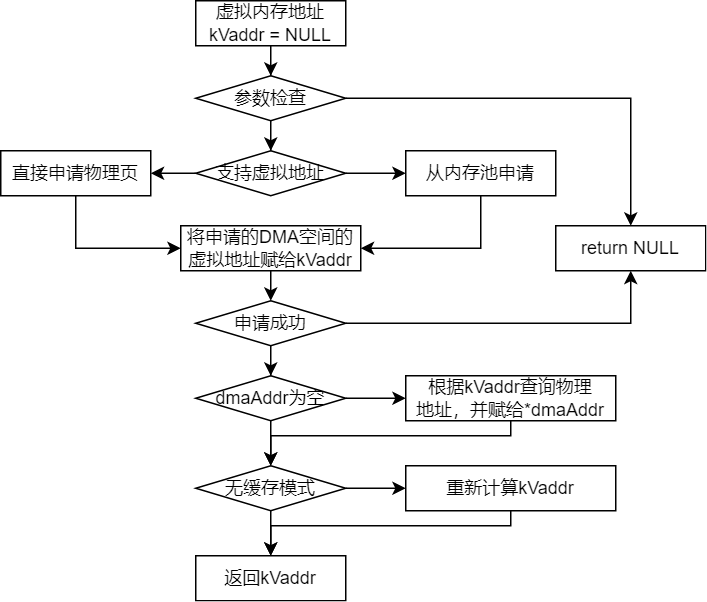 虚拟内存地址
kVaddr = NULL
参数检查
直接申请物理页
支持虚拟地址
从内存池申请
将申请的DMA空间的
虚拟地址赋给kVaddr
return NULL
申请成功
dmaAddr为空
根据kVaddr查询物理
地址，并赋给*dmaAddr
无缓存模式
重新计算kVaddr
返回kVaddr